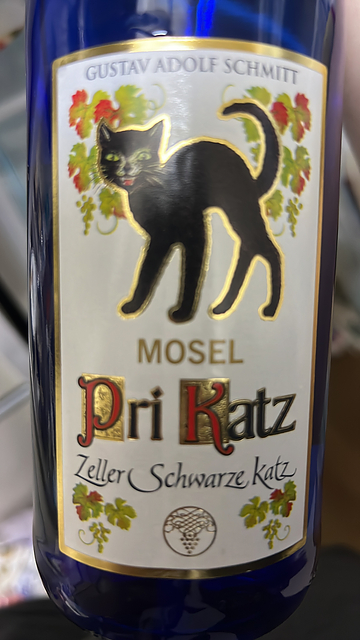 GUSTAV ADOLF SCHMITT
MOSEL
Pri Katz
Zeller Schwarze Katz